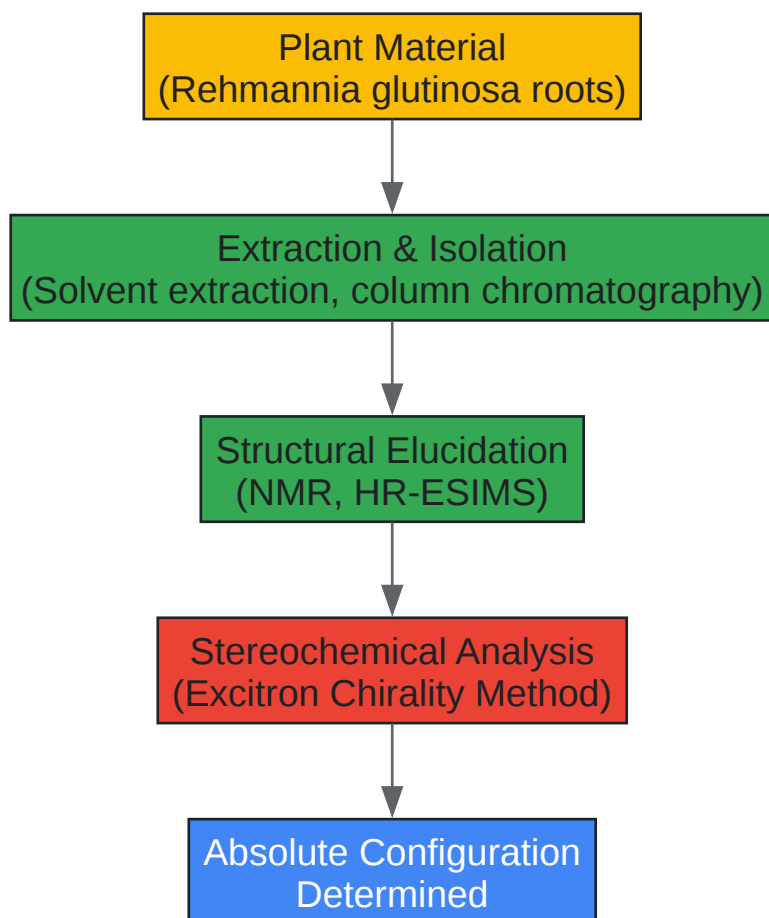 Plant Material
(Rehmannia glutinosa roots)
Extraction & Isolation
(Solvent extraction, column chromatography)
Structural Elucidation
(NMR, HR-ESIMS)
Stereochemical Analysis
(Excitron Chirality Method)
Absolute Configuration
Determined